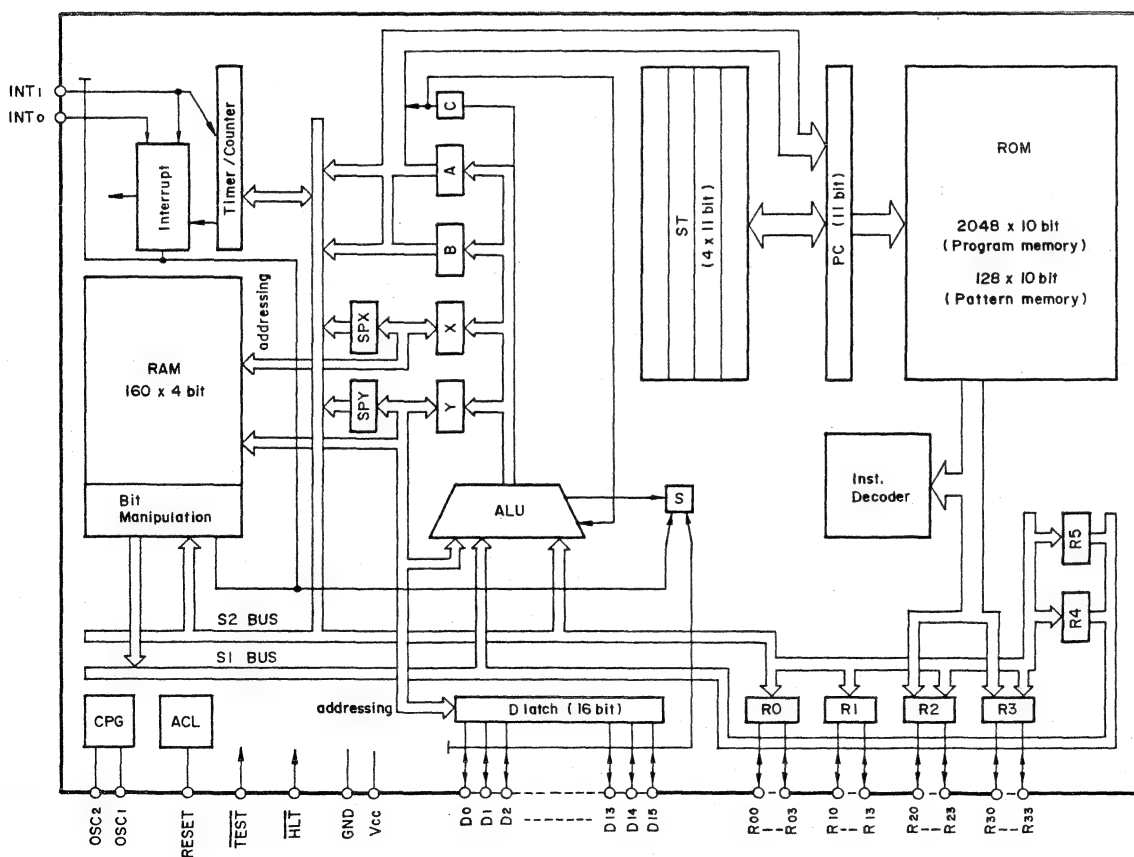 INT1
INT0
Interrupt
Timer/Counter
C
A
B
SPX
X
SPY
Y
addressing
RAM
160 x 4 bit
Bit
Manipulation
ALU
S
ST
(4 x 11 bit)
PC (11 bit)
ROM
2048 x 10 bit
(Program memory)
128 x 10 bit
(Pattern memory)
Inst.
Decoder
R5
R4
S2 BUS
S1 BUS
CPG
ACL
addressing
D latch (16 bit)
R0
R1
R2
R3
OSC2
OSC1
RESET
TEST
HLT
GND
Vcc
D0
D1
D2
D13
D14
D15
R00
R03
R10
R13
R20
R23
R30
R33